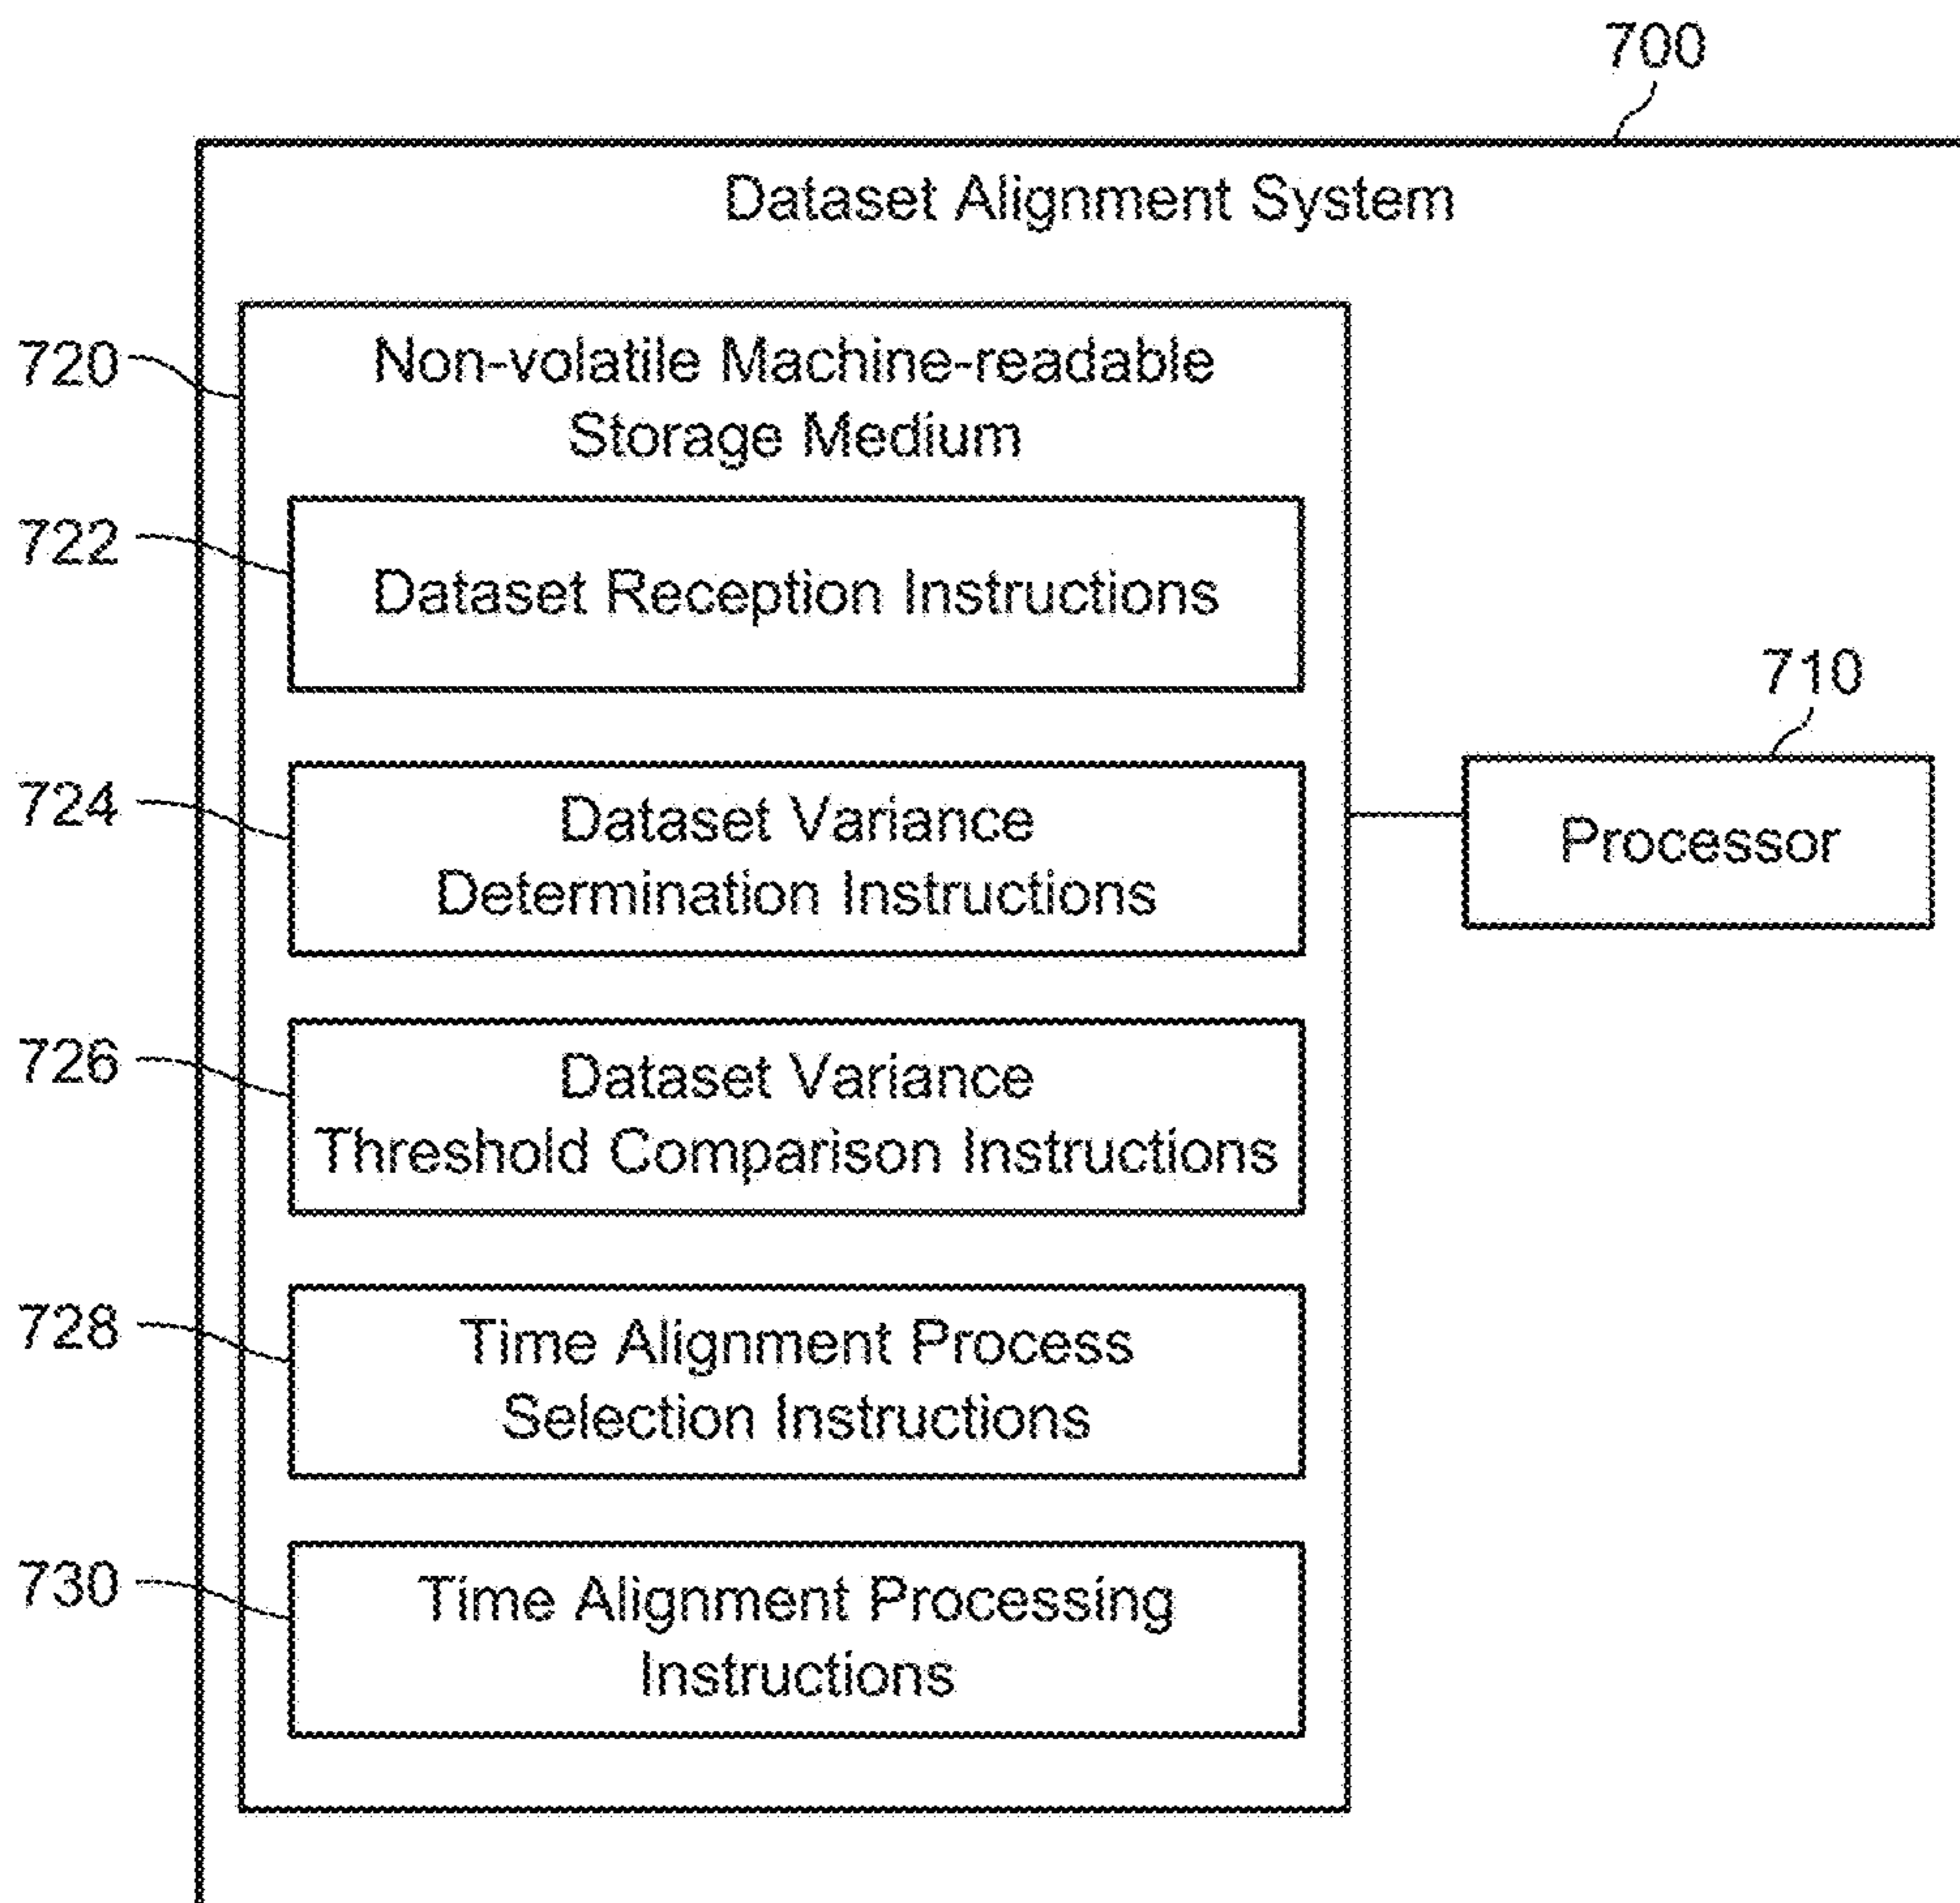 700
Dataset Alignment System
720
Non-volatile Machine-readable
Storage Medium
722
Dataset Reception Instructions
710
Processor
724
Dataset Variance
Determination Instructions
726
Dataset Variance
Threshold Comparison Instructions
728
Time Alignment Process
Selection Instructions
730
Time Alignment Processing
Instructions